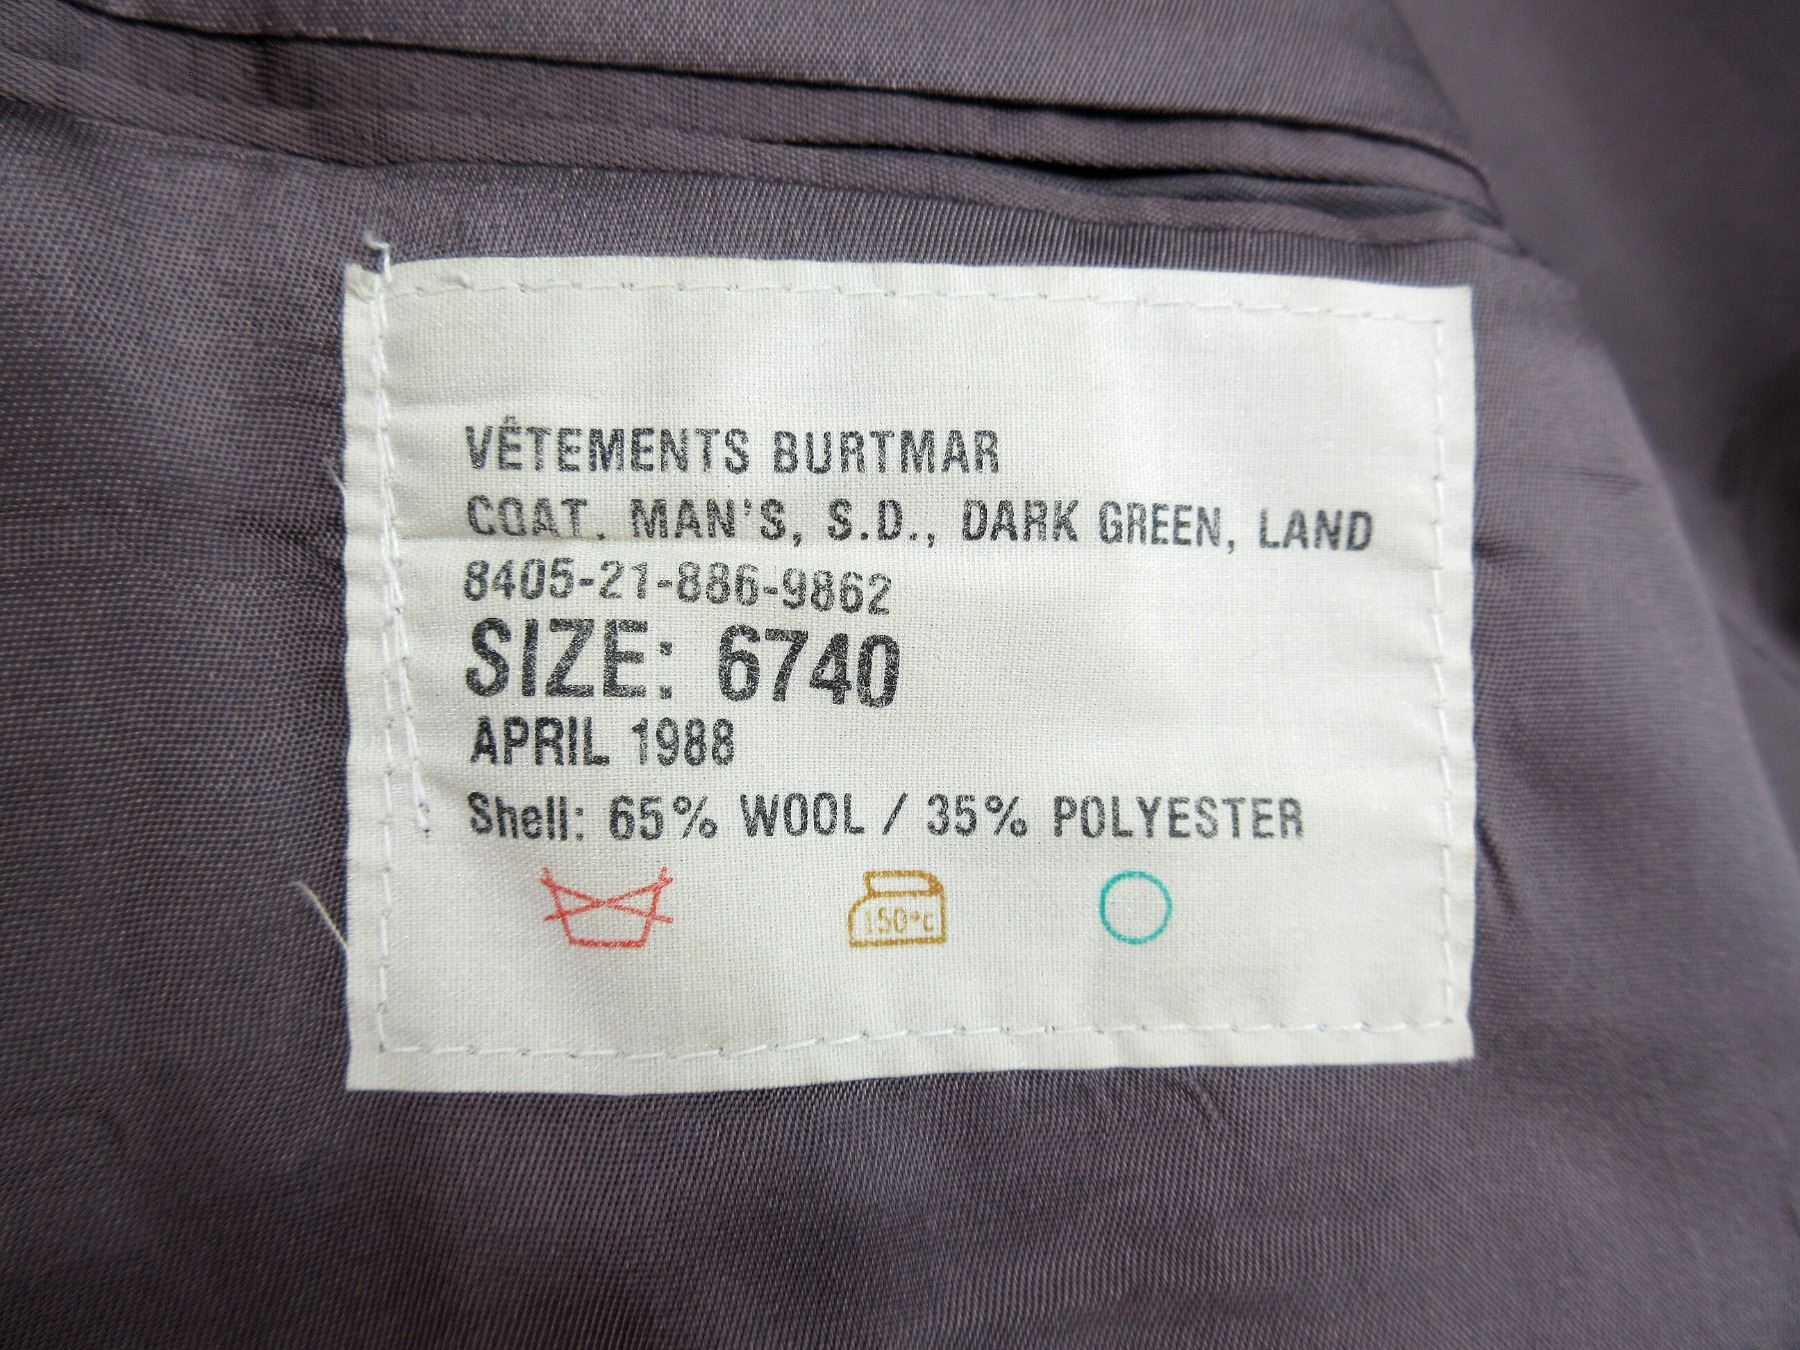 VÊTEMENTS BURTMAR
COAT, MAN'S, S.D., DARK GREEN, LAND
8405-21-886-9862
SIZE: 6740
APRIL 1988
Shell: 65% WOOL / 35% POLYESTER
150°c